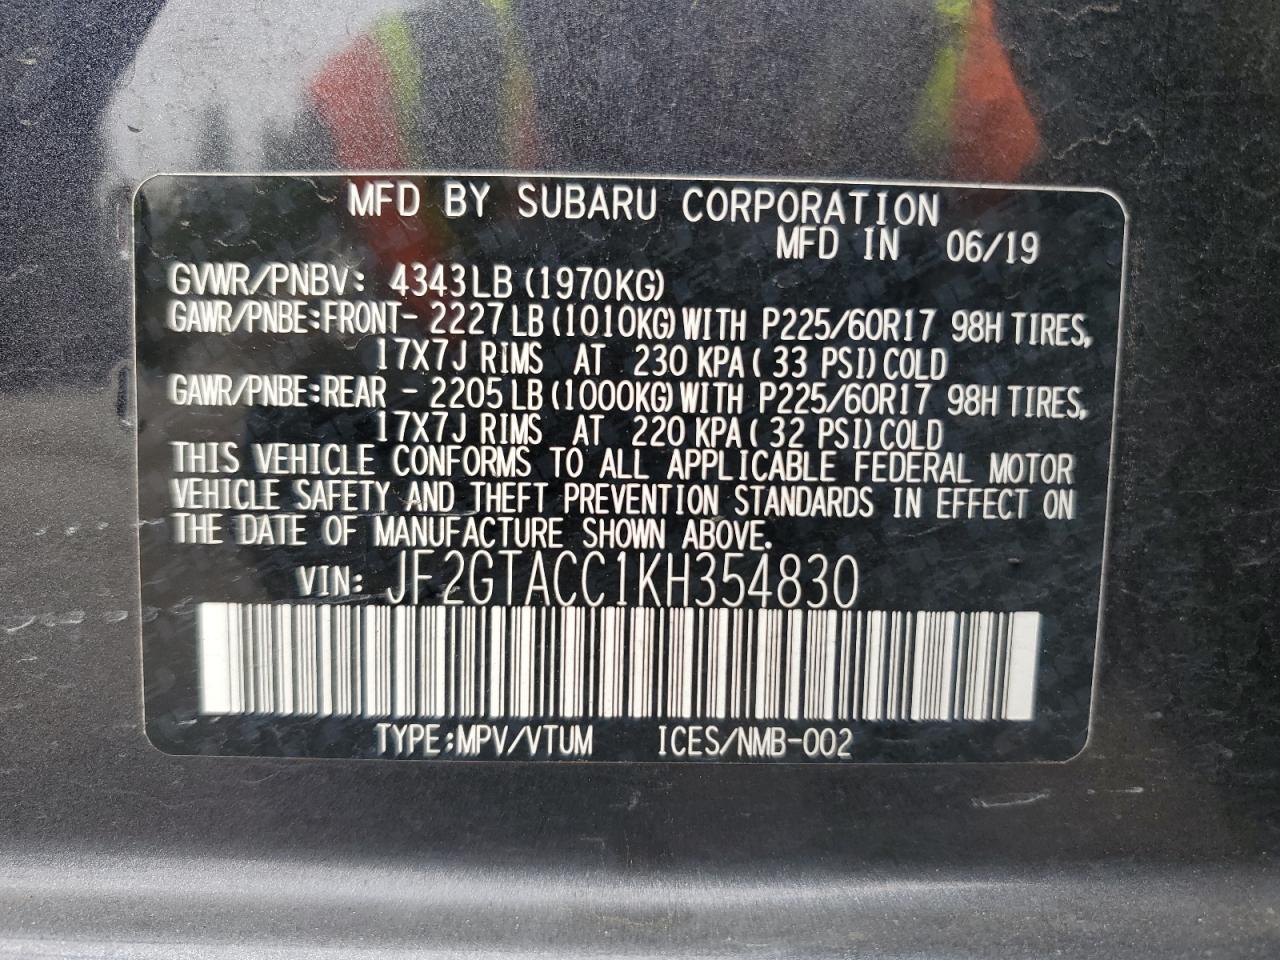 MFD BY SUBARU CORPORATION
MFD IN 06/19
GVWR/PNBV: 4343LB (1970KG)
GAWR/PNBE:FRONT- 2227LB(1010KG)WITH P225/60R17 98H TIRES,
17X7J RIMS AT 230 KPA( 33 PSI)COLD
GAWR/PNBE:REAR - 2205LB(1000KG)WITH P225/60R17 98H TIRES,
17X7J RIMS AT 220 KPA( 32 PSI)COLD
THIS VEHICLE CONFORMS TO ALL APPLICABLE FEDERAL MOTOR
VEHICLE SAFETY AND THEFT PREVENTION STANDARDS IN EFFECT ON
THE DATE OF MANUFACTURE SHOWN ABOVE.
VIN: JF2GTACC1KH354830
TYPE:MPV/VTUM ICES/NMB-002